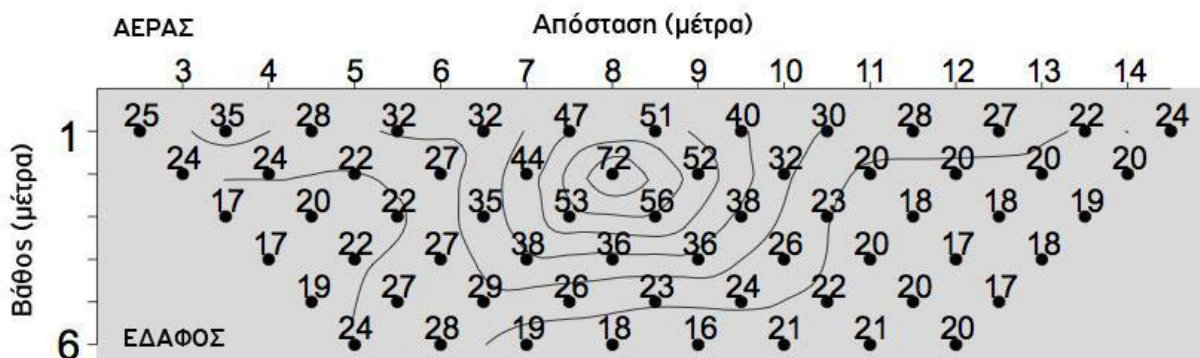 ΑΕΡΑΣ
Απόσταση (μέτρα)
3 4 5 6 7 8 9 10 11 12 13 14
25 35 28 32 32 47 51 40 30 28 27 22 24
1
24 24 22 27 44 72 52 32 20 20 20 20
17 20 22 35 53 56 38 23 18 18 19
17 22 27 38 36 36 26 20 17 18
19 27 29 26 23 24 22 20 17
24 28 19 18 16 21 21 20
6
ΕΔΑΦΟΣ
Βάθος (μέτρα)